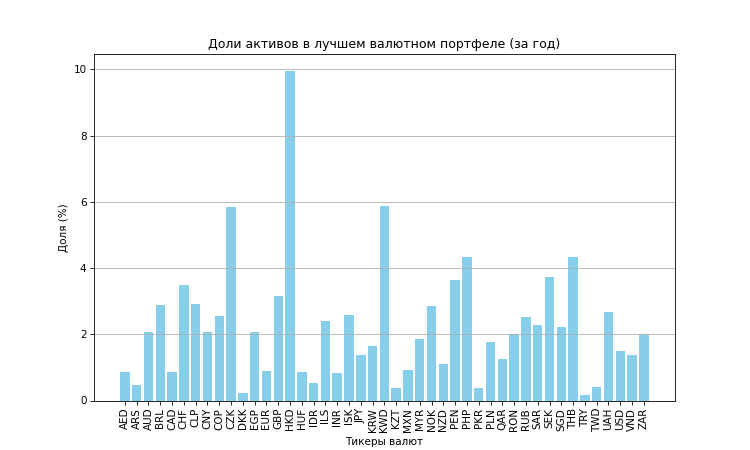 Доли активов в лучшем валютном портфеле (за год)
10
8
6
4
2
0
Доля (%)
AED ARS AUD BRL CAD CHF CLP CNY COP CZK DKK EGP EUR GBP HKD HUF IDR ILS INR ISK JPY KRW KWD KZT MXN MYR NOK NZD PEN PHP PKR PLN QAR RON RUB SAR SEK SGD THB TRY TWD UAH USD VND ZAR
Тикеры валют